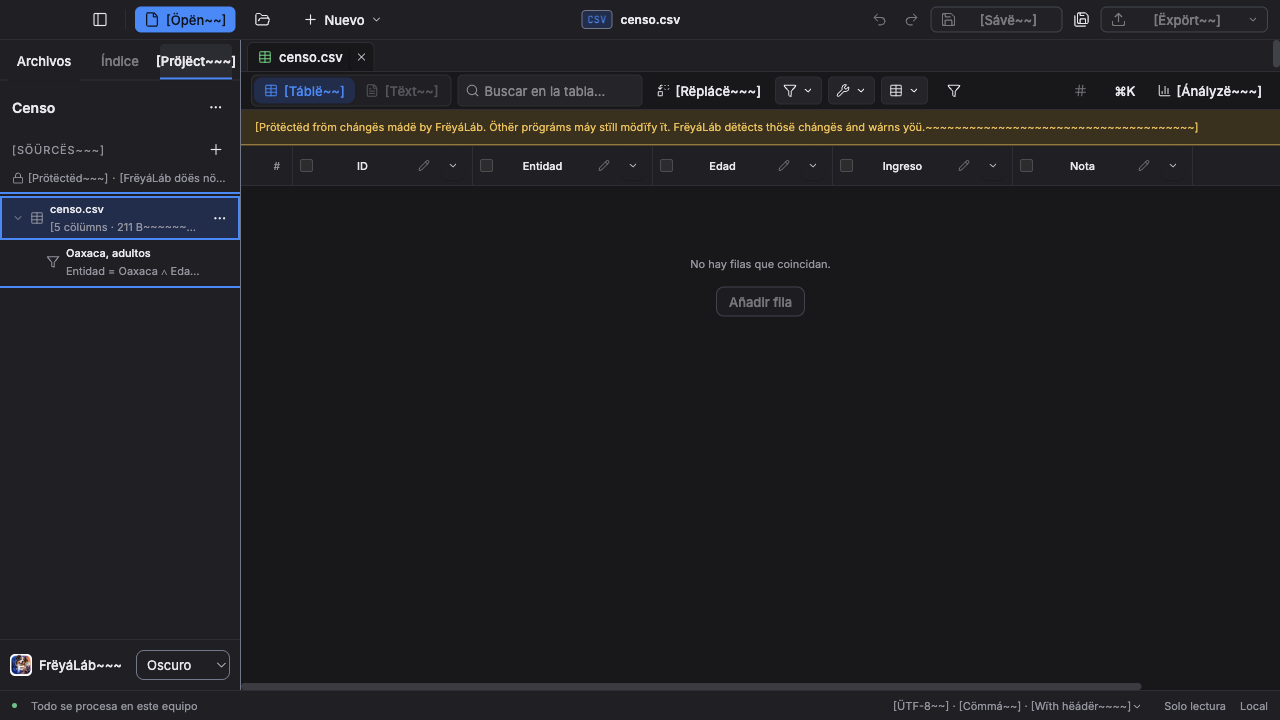 [Öpën~~]
Nuevo
CSV censo.csv
[Sávë~~]
[Ëxpört~~]
Archivos
Índice
[Pröjëct~~~]
censo.csv
[Táblë~~]
[Tëxt~~]
Buscar en la tabla...
[Rëplácë~~~]
#
⌘K
[Ánályzë~~~]
Censo
[SÖÜRCËS~~~]
[Prötëctëd~~~] · [FrëyáLáb döës nö...
censo.csv
[5 cölümns · 211 B~~~~~~...
Oaxaca, adultos
Entidad = Oaxaca ∧ Eda...
[Prötëctëd fröm chángës mádë by FrëyáLáb. Öthër prögráms máy stïll mödïfy ït. FrëyáLáb dëtëcts thösë chángës ánd wárns yöü.~~~~~~~~~~~~~~~~~~~~~~~~~~~~~~~~~~~~~]
# ID Entidad Edad Ingreso Nota
No hay filas que coincidan.
Añadir fila
FrëyáLáb~~~
Oscuro
Todo se procesa en este equipo
[ÜTF-8~~] · [Cömmá~~] · [Wïth hëádër~~~~]
Solo lectura
Local